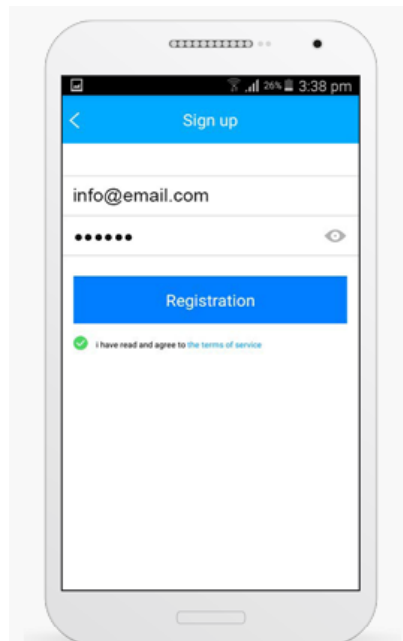 26% 3:38 pm
Sign up
info@email.com
••••••
Registration
i have read and agree to the terms of service